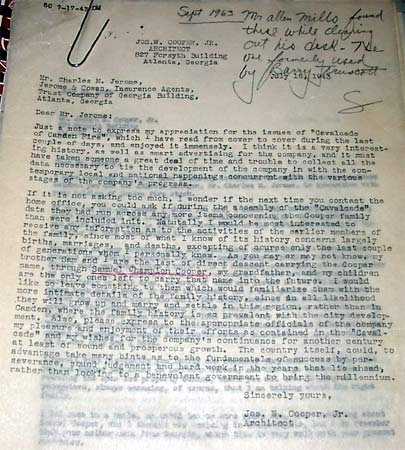 6C 7-17-43 IM
Sept 1963 Mr Allen Mills found
these while cleaning
out his desk - The
one formerly used
by
JOS. W. COOPER, JR.
ARCHITECT
827 Forsyth Building
Atlanta, Georgia
July 1943
Mr. Charles M. Jerome,
Jerome & Cowan, Insurance Agents,
Trust Company of Georgia Building,
Atlanta, Georgia
Dear Mr. Jerome:
Just a note to express my appreciation for the issues of "Cavalcade
of Camden Fire", which I have read from cover to cover during the last
couple of days, and enjoyed it immensely. I think it is a very interest-
ing history, as well as smart advertising for the company, and it must
have taken someone a great deal of time and trouble to collect all the
data necessary to tie the development of the company in with the con-
temporary local and national happenings concurrent with the various
stages of the company's progress.
If it is not asking too much, I wonder if the next time you contact the
home office you could ask if during the assembly of the "Cavalcade"
data they had run across any more items concerning the Cooper family
than were included in it. Naturally I would be most interested to
receive any information as to the activities of the earlier members of
the family, since most of what I know of its history concerns largely
births, marriages, and deaths, excepting of course only the last couple
of generations whom I personally know. As you may or may not know, my
brother Ben and I are the last of direct descent carrying the Cooper
name, through Samuel Champion Cooper, my grandfather, and my children
are the only ones left to carry that name into the future. I would
like to leave something to them which would familiarize them with the
more intimate details of the family history, since in all likelihood
they will grow up and marry and settle in this region, rather than in
Camden, where the family history is so prevalent with the city develop-
ment. Also, please express to the appropriate officials of the company
my pleasure and enjoyment of their efforts as contained in the "Caval-
cade" and my wishes for the company's continuance for another century
at least of sound and prosperous growth. The country itself, could, to
advantage take many hints as to the fundamentals of success by per-
severance, sound judgement and hard work in the years that lie ahead,
rather than looking to a benevolent government to bring the millennium.
Sincerely yours,
Jos. W. Cooper, Jr.
Architect